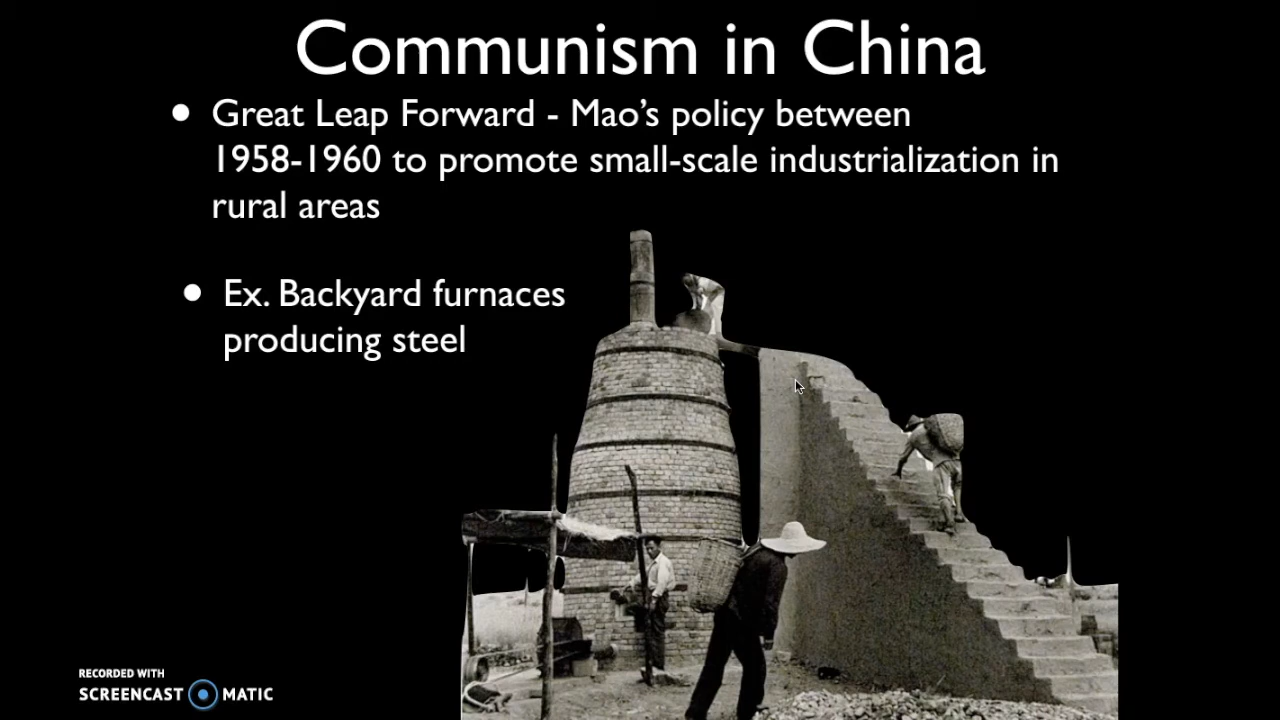 Communism in China
• Great Leap Forward - Mao’s policy between
1958-1960 to promote small-scale industrialization in
rural areas
• Ex. Backyard furnaces
producing steel
RECORDED WITH
SCREENCAST MATIC